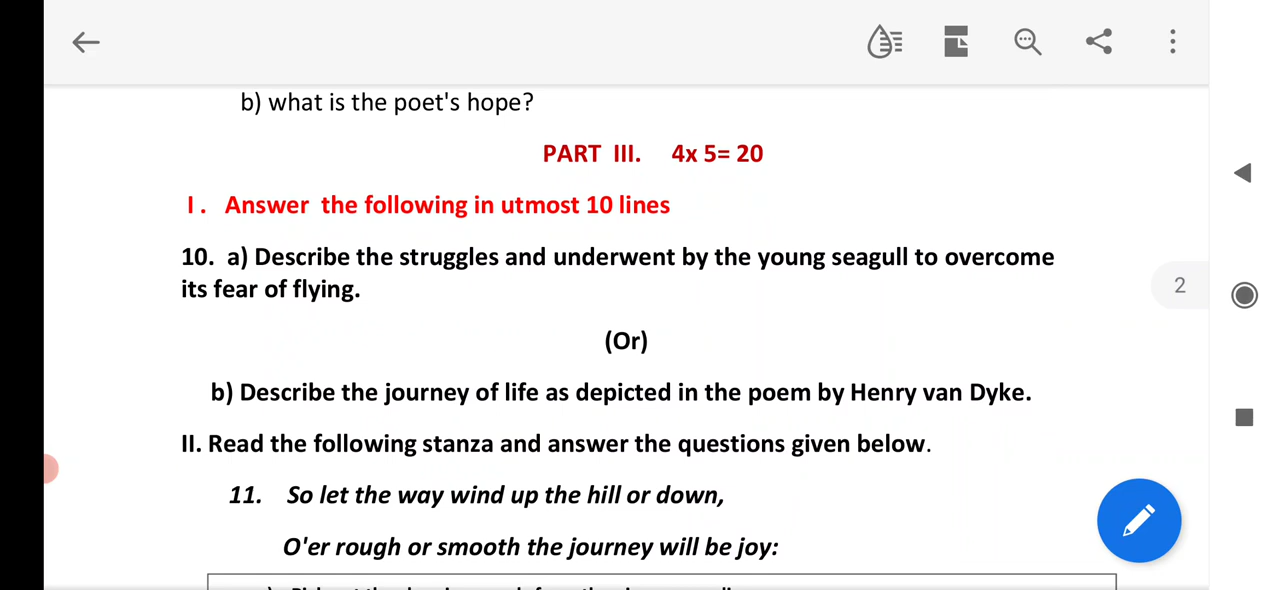 b) what is the poet's hope?
PART III. 4x 5= 20
I. Answer the following in utmost 10 lines
10. a) Describe the struggles and underwent by the young seagull to overcome
its fear of flying.
2
(Or)
b) Describe the journey of life as depicted in the poem by Henry van Dyke.
II. Read the following stanza and answer the questions given below.
11. So let the way wind up the hill or down,
O'er rough or smooth the journey will be joy: